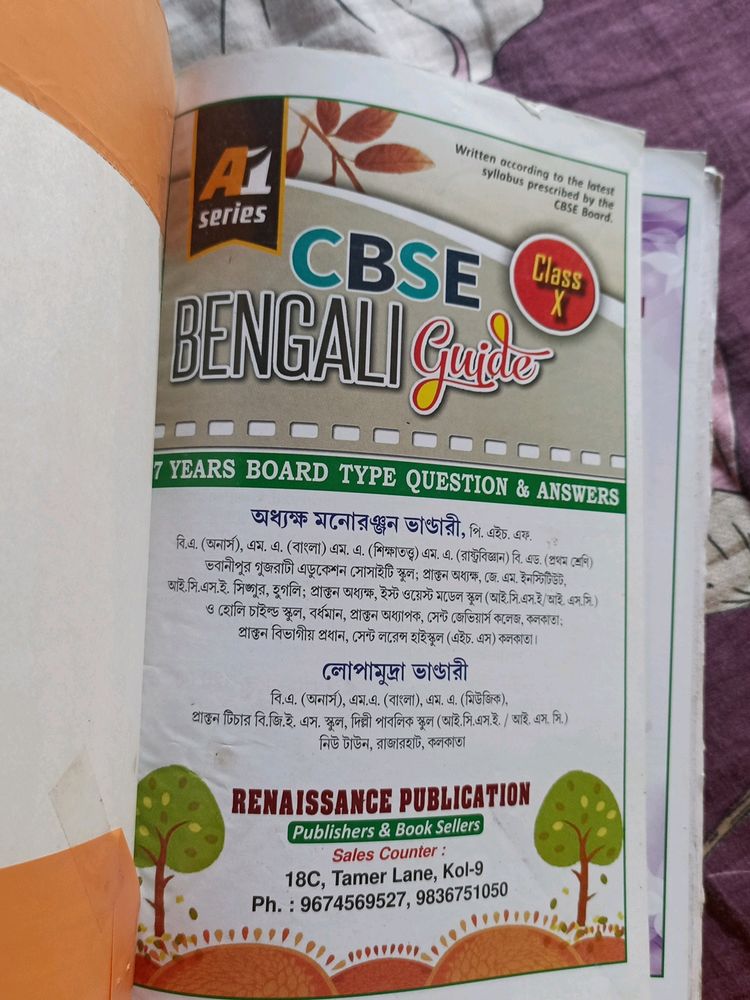 A1
series
Written according to the latest
syllabus prescribed by the
CBSE Board.
CBSE
Class
X
BENGALI Guide
7 YEARS BOARD TYPE QUESTION & ANSWERS
অধ্যক্ষ মনোরঞ্জন ভাণ্ডারী, পি. এইচ. এফ.
বি.এ. (অনার্স), এম. এ. (বাংলা) এম. এ. (শিক্ষাতত্ত্ব) এম. এ. (রাষ্ট্রবিজ্ঞান) বি. এড. (প্রথম শ্রেণি)
ভবানীপুর গুজরাটী এডুকেশন সোসাইটি স্কুল; প্রাক্তন অধ্যক্ষ, জে. এম. ইনস্টিটিউট,
আই.সি.এস.ই. সিঙ্গুর, হুগলি; প্রাক্তন অধ্যক্ষ, ইস্ট ওয়েস্ট মডেল স্কুল (আই.সি.এস.ই/আই. এস.সি.)
ও হোলি চাইল্ড স্কুল, বর্ধমান, প্রাক্তন অধ্যাপক, সেন্ট জেভিয়ার্স কলেজ, কলকাতা;
প্রাক্তন বিভাগীয় প্রধান, সেন্ট লরেন্স হাইস্কুল (এইচ. এস) কলকাতা।
লোপামুদ্রা ভাণ্ডারী
বি.এ. (অনার্স), এম.এ. (বাংলা), এম. এ. (মিউজিক),
প্রাক্তন টিচার বি.জি.ই. এস. স্কুল, দিল্লী পাবলিক স্কুল (আই.সি.এস.ই. / আই. এস. সি.)
নিউ টাউন, রাজারহাট, কলকাতা
RENAISSANCE PUBLICATION
Publishers & Book Sellers
Sales Counter :
18C, Tamer Lane, Kol-9
Ph. : 9674569527, 9836751050